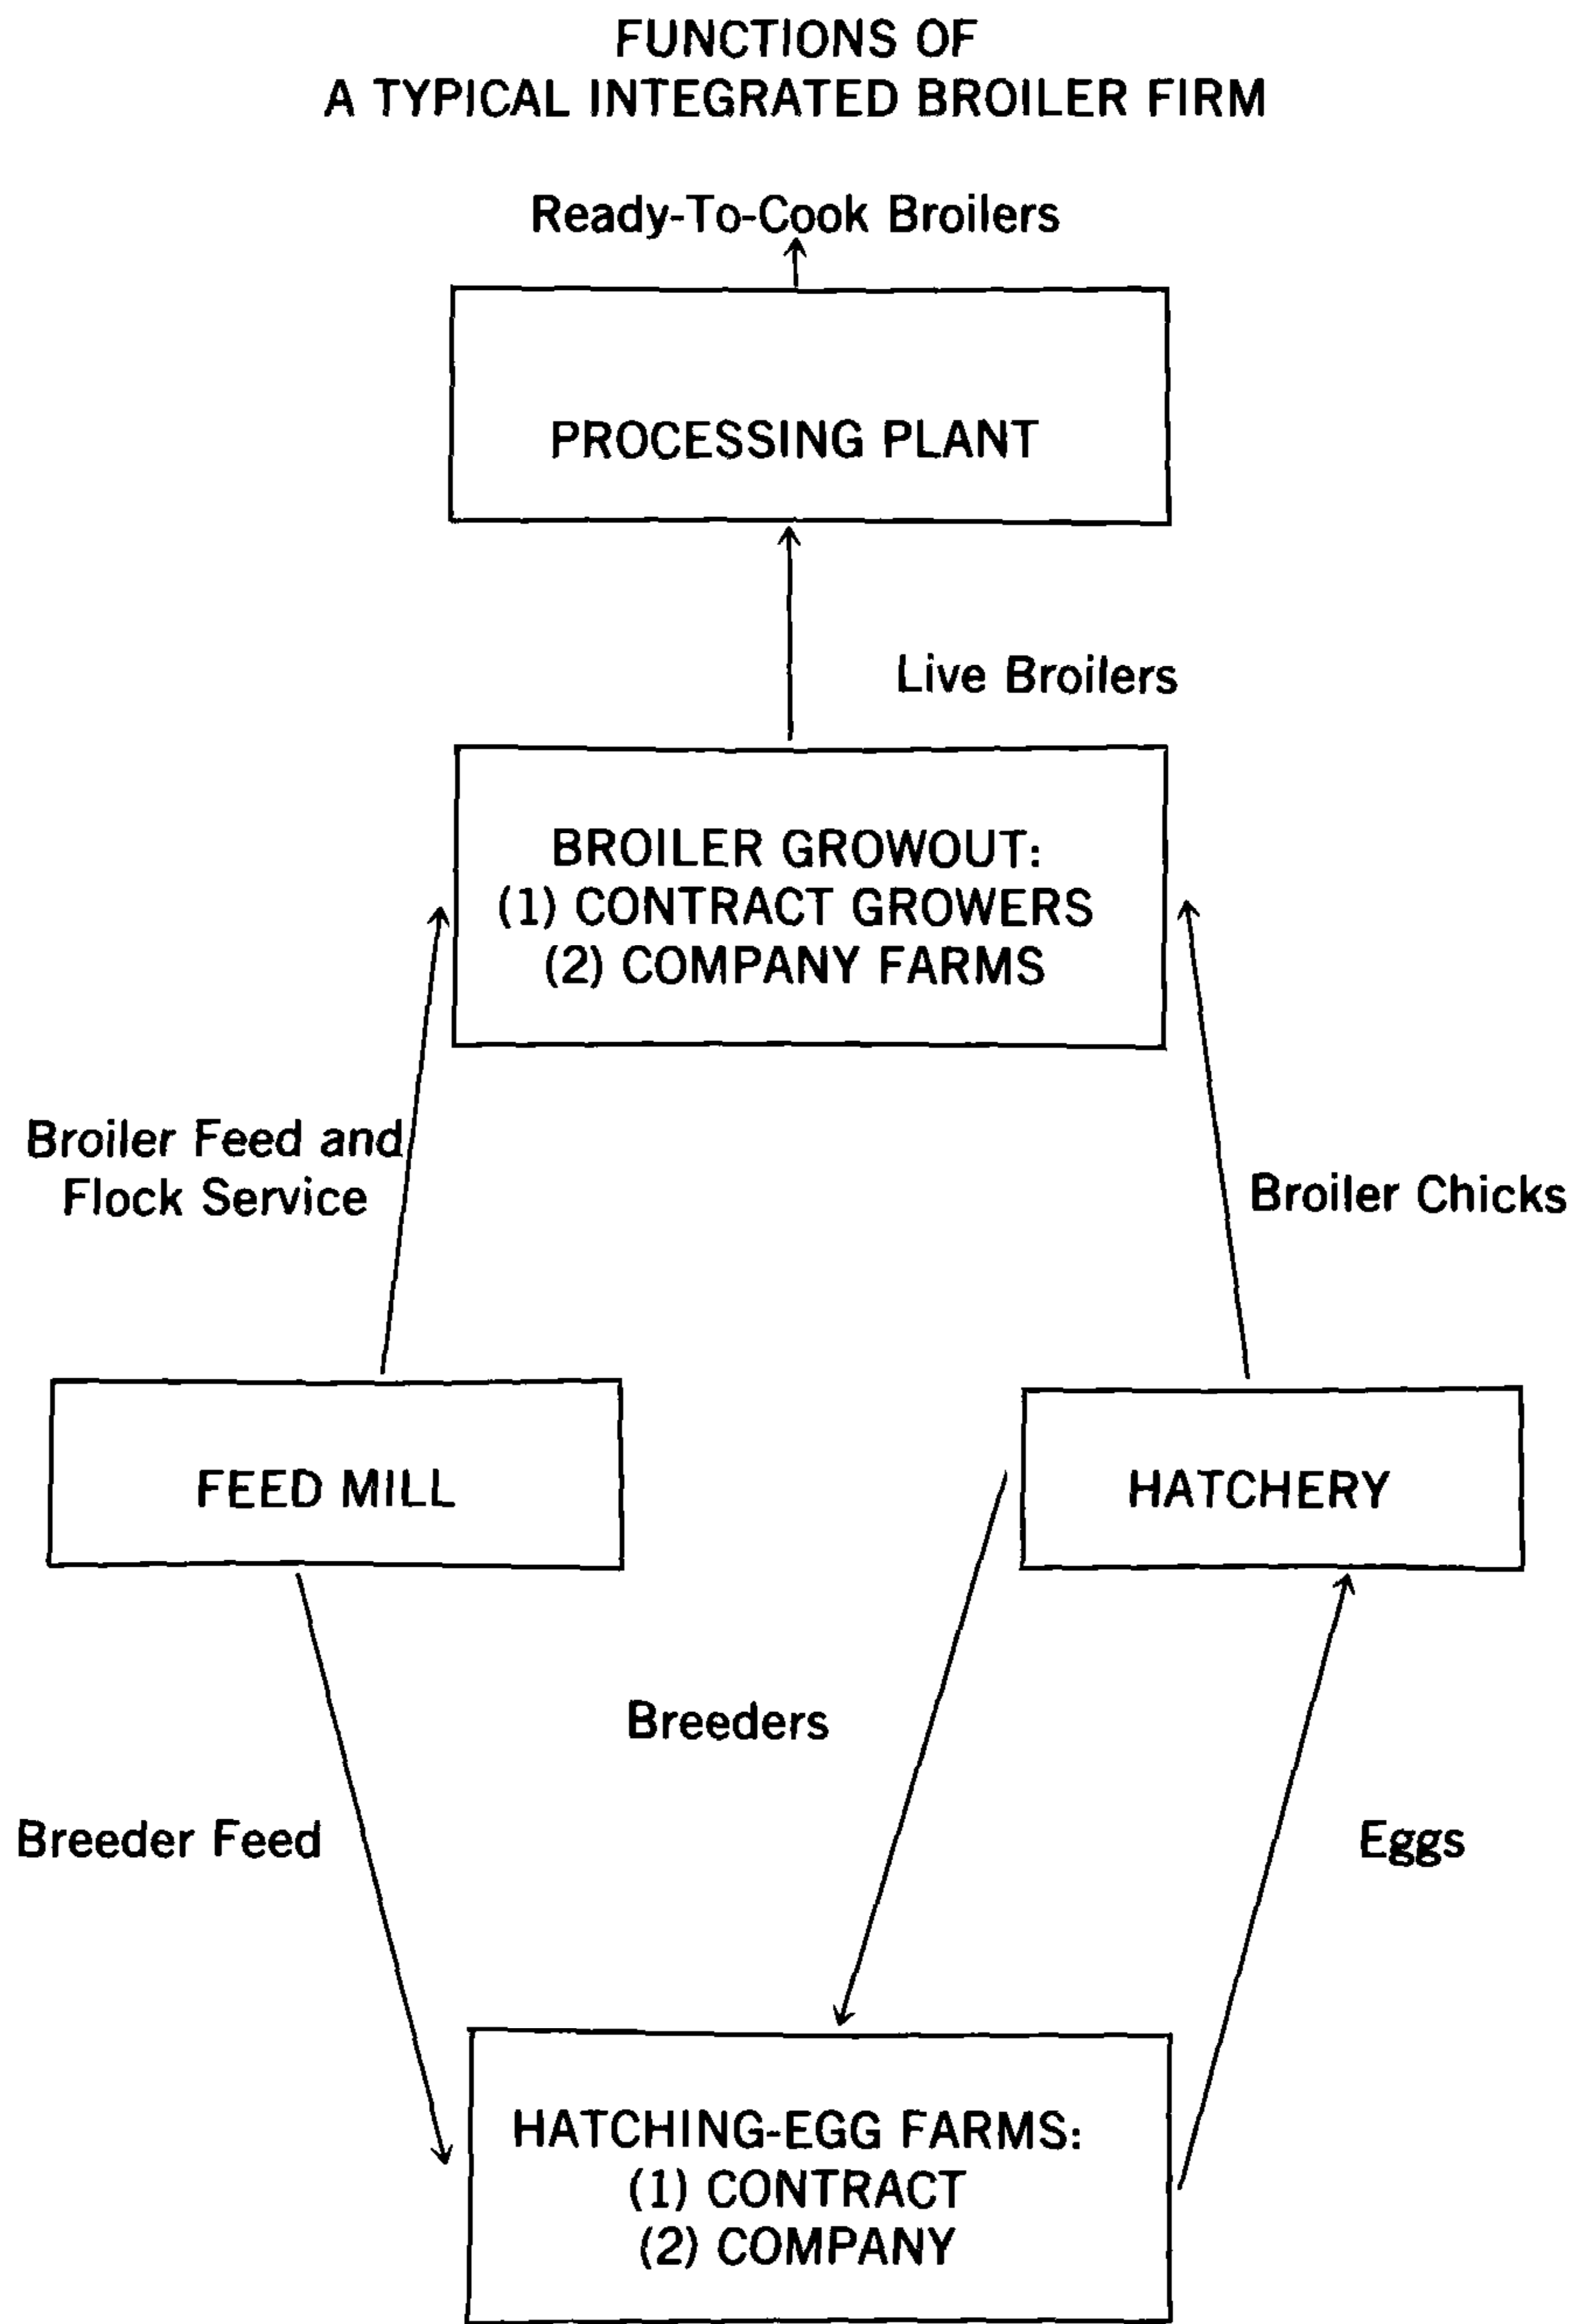 FUNCTIONS OF
A TYPICAL INTEGRATED BROILER FIRM
Ready-To-Cook Broilers
PROCESSING PLANT
Live Broilers
BROILER GROWOUT:
(1) CONTRACT GROWERS
(2) COMPANY FARMS
Broiler Feed and
Flock Service
Broiler Chicks
FEED MILL
HATCHERY
Breeders
Breeder Feed
Eggs
HATCHING-EGG FARMS:
(1) CONTRACT
(2) COMPANY